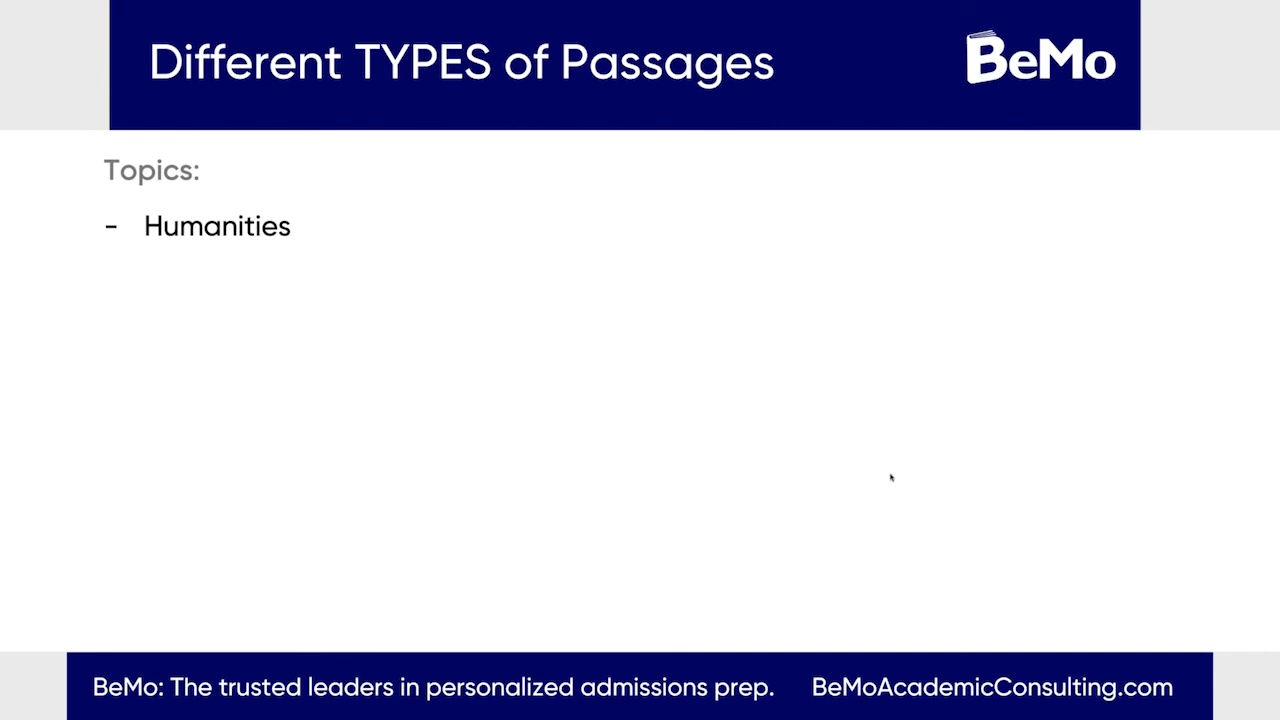 Different TYPES of Passages
BeMo
Topics:
- Humanities
BeMo: The trusted leaders in personalized admissions prep. BeMoAcademicConsulting.com